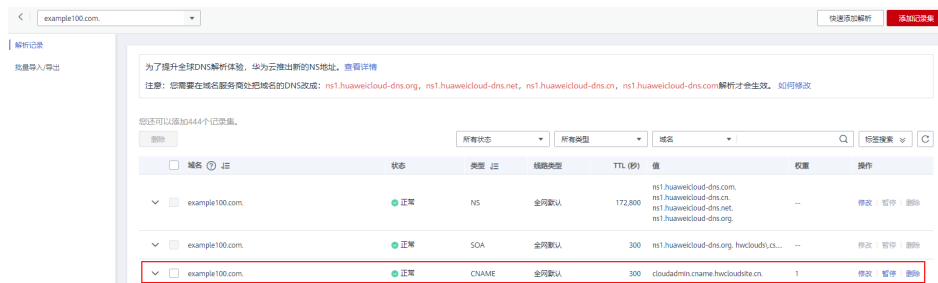 example100.com.
快速添加解析
添加记录集
解析记录
批量导入/导出
为了提升全球DNS解析体验，华为云推出新的NS地址。查看详情
注意：您需要在域名服务商处把域名的DNS改成：ns1.huaweicloud-dns.org，ns1.huaweicloud-dns.net，ns1.huaweicloud-dns.cn，ns1.huaweicloud-dns.com解析才会生效。 如何修改
您还可以添加444个记录集。
删除
所有状态
所有类型
域名
标签搜索
域名 状态 类型 线路类型 TTL (秒) 值 权重 操作
example100.com. 正常 NS 全网默认 172,800 ns1.huaweicloud-dns.com.
ns1.huaweicloud-dns.cn.
ns1.huaweicloud-dns.net.
ns1.huaweicloud-dns.org.
-- 修改 暂停 删除
example100.com. 正常 SOA 全网默认 300 ns1.huaweicloud-dns.org. hwclouds\.cs... -- 修改 暂停 删除
example100.com. 正常 CNAME 全网默认 300 cloudadmin.cname.hwcloudsite.cn. 1 修改 暂停 删除